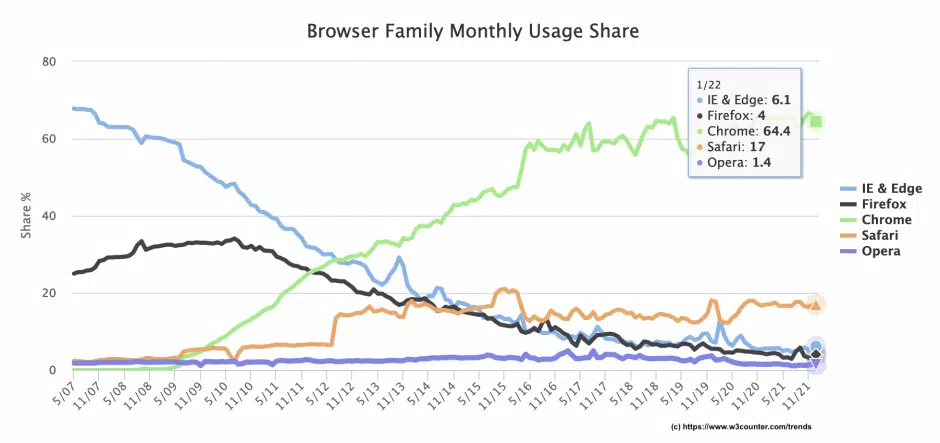 Browser Family Monthly Usage Share
80
60
40
20
0
Share %
1/22
IE & Edge: 6.1
Firefox: 4
Chrome: 64.4
Safari: 17
Opera: 1.4
IE & Edge
Firefox
Chrome
Safari
Opera
5/07
11/07
5/08
11/08
5/09
11/09
5/10
11/10
5/11
11/11
5/12
11/12
5/13
11/13
5/14
11/14
5/15
11/15
5/16
11/16
5/17
11/17
5/18
11/18
5/19
11/19
5/20
11/20
5/21
11/21
(c) https://www.w3counter.com/trends